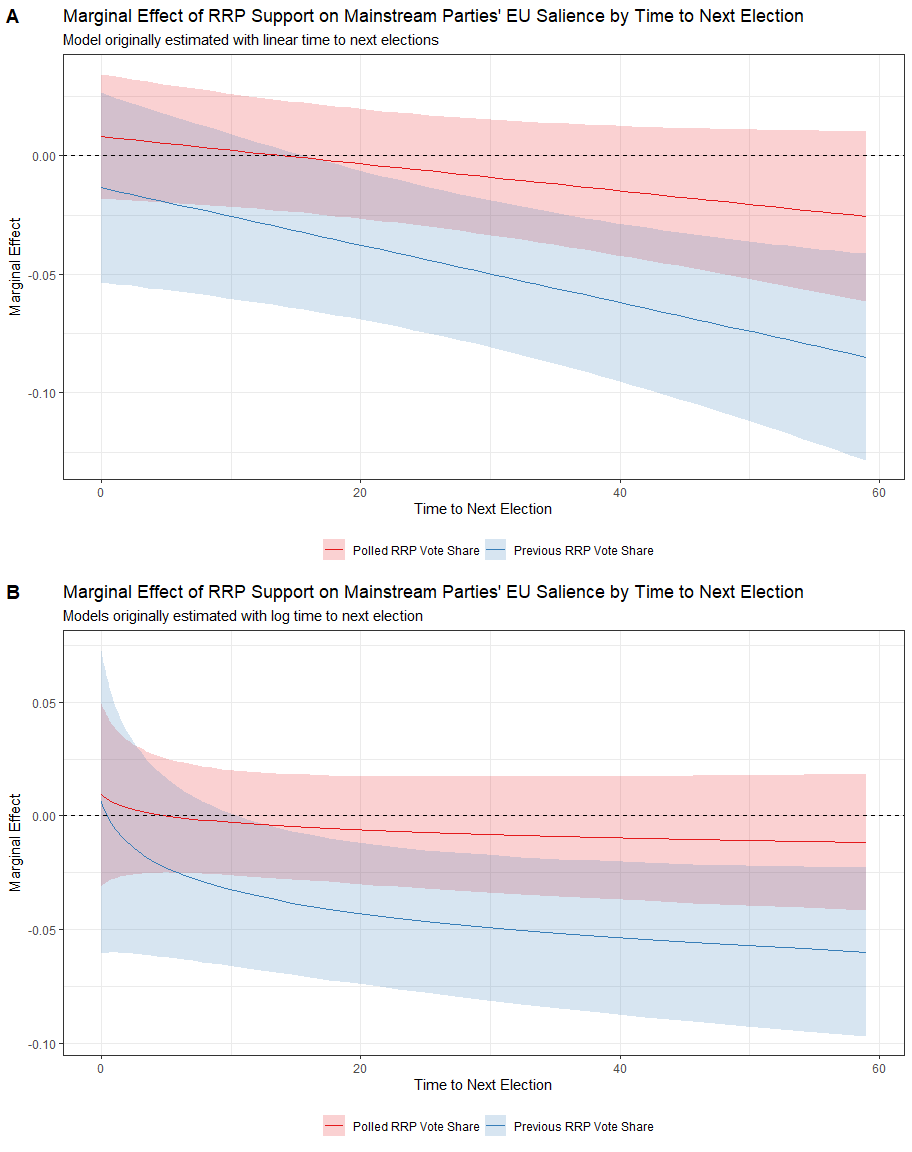 A
Marginal Effect of RRP Support on Mainstream Parties' EU Salience by Time to Next Election
Model originally estimated with linear time to next elections
0.00
-0.05
-0.10
Marginal Effect
0 20 40 60
Time to Next Election
Polled RRP Vote Share Previous RRP Vote Share
B
Marginal Effect of RRP Support on Mainstream Parties' EU Salience by Time to Next Election
Models originally estimated with log time to next election
0.05
0.00
-0.05
-0.10
Marginal Effect
0 20 40 60
Time to Next Election
Polled RRP Vote Share Previous RRP Vote Share